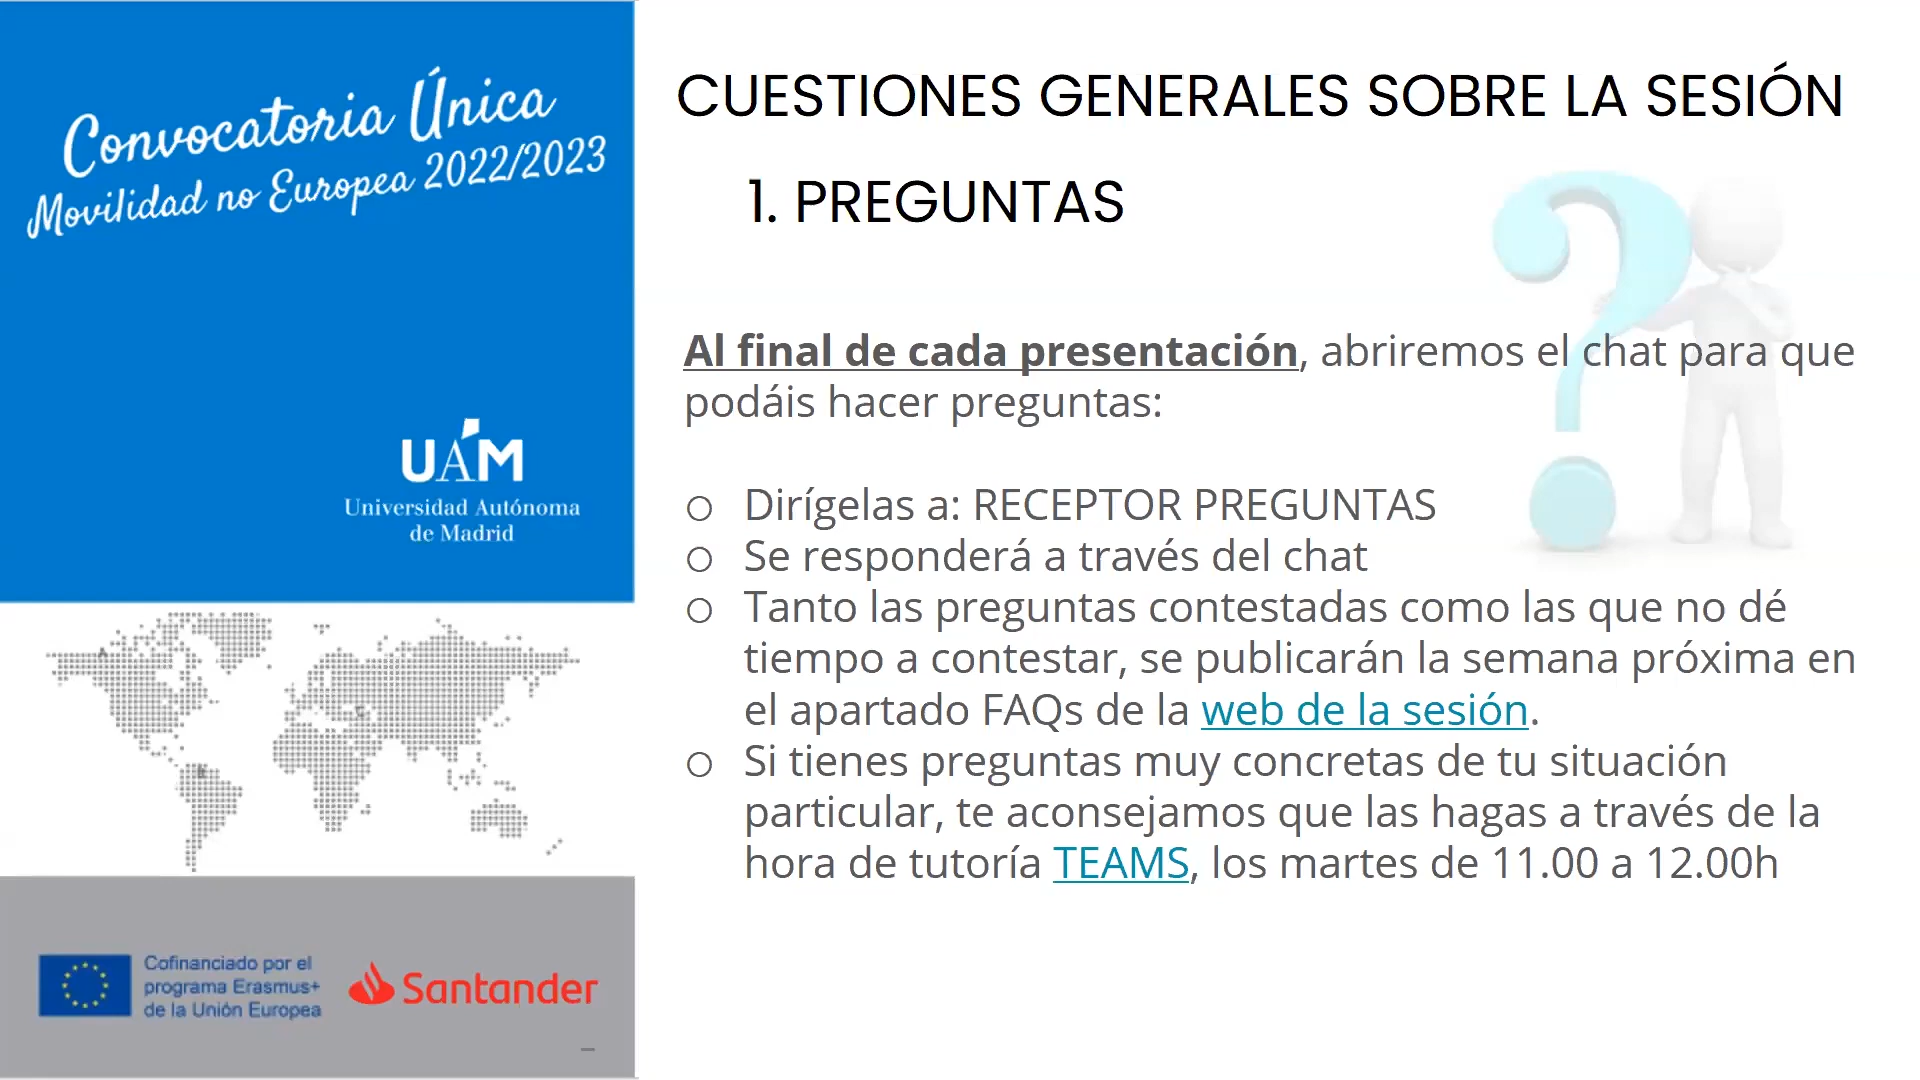 Convocatoria Única
Movilidad no Europea 2022/2023
UAM
Universidad Autónoma
de Madrid
Cofinanciado por el
programa Erasmus+
de la Unión Europea
Santander
CUESTIONES GENERALES SOBRE LA SESIÓN
1. PREGUNTAS
Al final de cada presentación, abriremos el chat para que
podáis hacer preguntas:
○ Dirígelas a: RECEPTOR PREGUNTAS
○ Se responderá a través del chat
○ Tanto las preguntas contestadas como las que no dé
tiempo a contestar, se publicarán la semana próxima en
el apartado FAQs de la web de la sesión.
○ Si tienes preguntas muy concretas de tu situación
particular, te aconsejamos que las hagas a través de la
hora de tutoría TEAMS, los martes de 11.00 a 12.00h